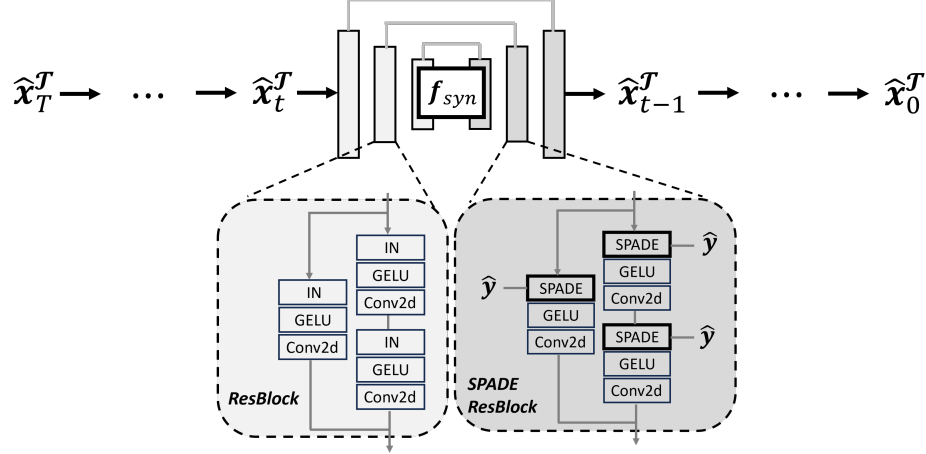 x̂_T^𝒯 ... x̂_t^𝒯 f_syn x̂_{t−1}^𝒯 ... x̂_0^𝒯
IN
GELU
Conv2d
IN
GELU
Conv2d
IN
GELU
Conv2d
ResBlock
SPADE ŷ
GELU
Conv2d
ŷ SPADE
GELU
Conv2d
SPADE ŷ
GELU
Conv2d
SPADE
ResBlock